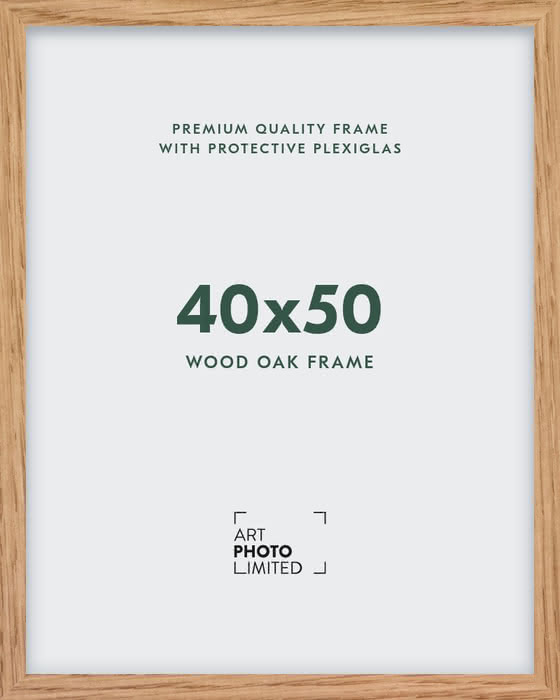 PREMIUM QUALITY FRAME
WITH PROTECTIVE PLEXIGLAS
40x50
WOOD OAK FRAME
ART
PHOTO
LIMITED